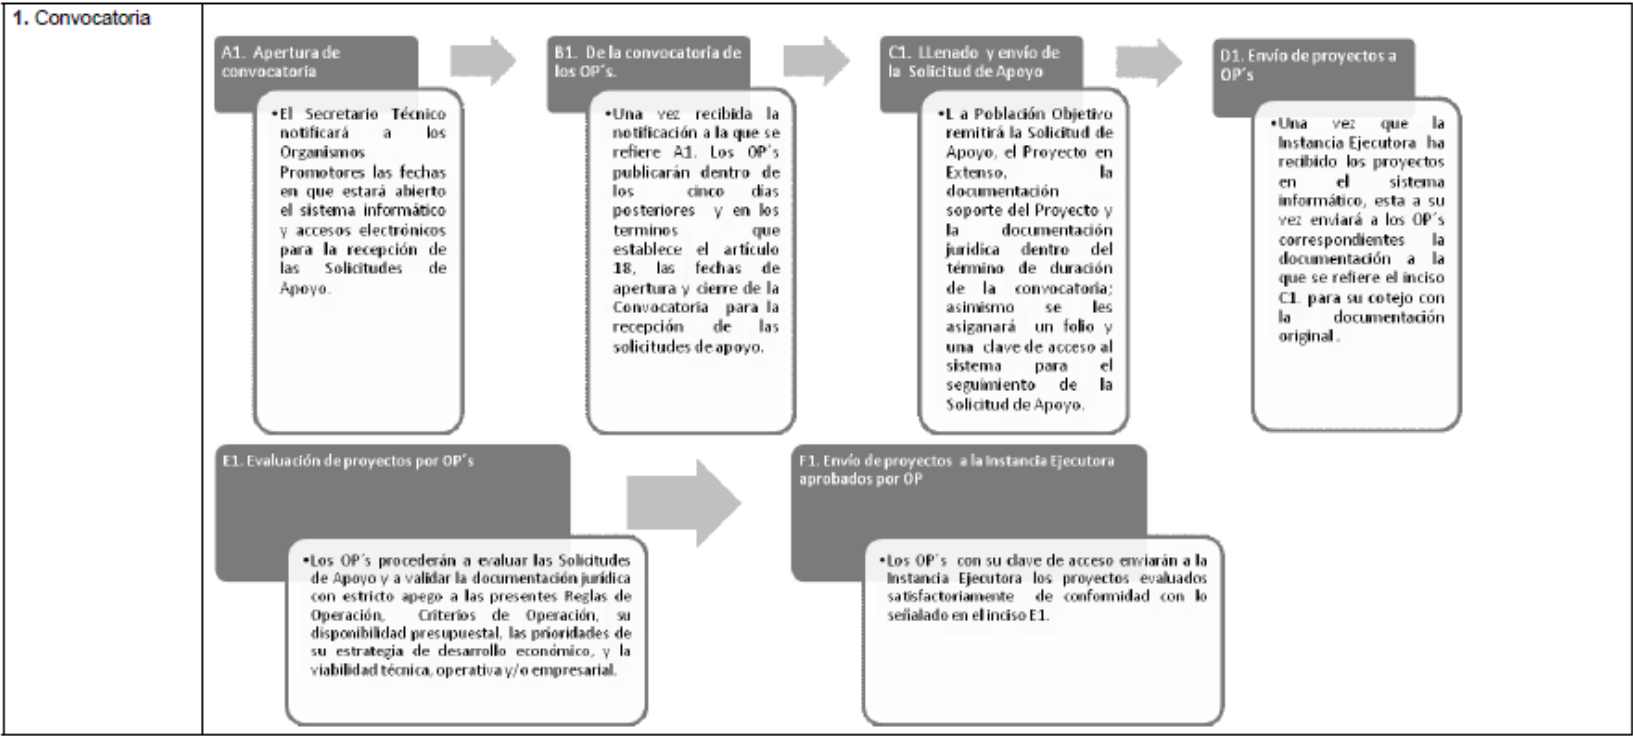 1. Convocatoria
A1. Apertura de
convocatoria
•El Secretario Técnico
notificará a los
Organismos
Promotores las fechas
en que estará abierto
el sistema informático
y accesos electrónicos
para la recepción de
las Solicitudes de
Apoyo.
B1. De la convocatoria de
los OP´s.
•Una vez recibida la
notificación a la que se
refiere A1. Los OP´s
publicarán dentro de
los cinco dias
posteriores y en los
terminos que
establece el artículo
18, las fechas de
apertura y cierre de la
Convocatoria para la
recepción de las
solicitudes de apoyo.
C1. LLenado y envío de
la Solicitud de Apoyo
•L a Población Objetivo
remitirá la Solicitud de
Apoyo, el Proyecto en
Extenso, la
documentación
soporte del Proyecto y
la documentación
jurídica dentro del
término de duración
de la convocatoria;
asimismo se les
asiganará un folio y
una clave de acceso al
sistema para el
seguimiento de la
Solicitud de Apoyo.
D1. Envío de proyectos a
OP´s
•Una vez que la
Instancia Ejecutora ha
recibido los proyectos
en el sistema
informático, esta a su
vez enviará a los OP´s
correspondientes la
documentación a la
que se refiere el inciso
C1. para su cotejo con
la documentación
original .
E1. Evaluación de proyectos por OP´s
•Los OP´s procederán a evaluar las Solicitudes
de Apoyo y a validar la documentación jurídica
con estricto apego a las presentes Reglas de
Operación, Criterios de Operación, su
disponibilidad presupuestal, las prioridades de
su estrategia de desarrollo económico, y la
viabilidad técnica, operativa y/o empresarial.
F1. Envío de proyectos a la Instancia Ejecutora
aprobados por OP
•Los OP´s con su clave de acceso enviarán a la
Instancia Ejecutora los proyectos evaluados
satisfactoriamente de conformidad con lo
señalado en el inciso E1.